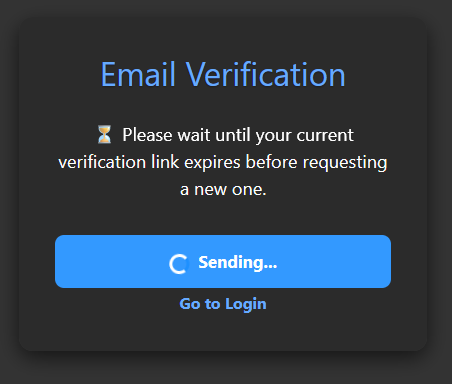 Email Verification
⏳ Please wait until your current
verification link expires before requesting
a new one.
Sending...
Go to Login